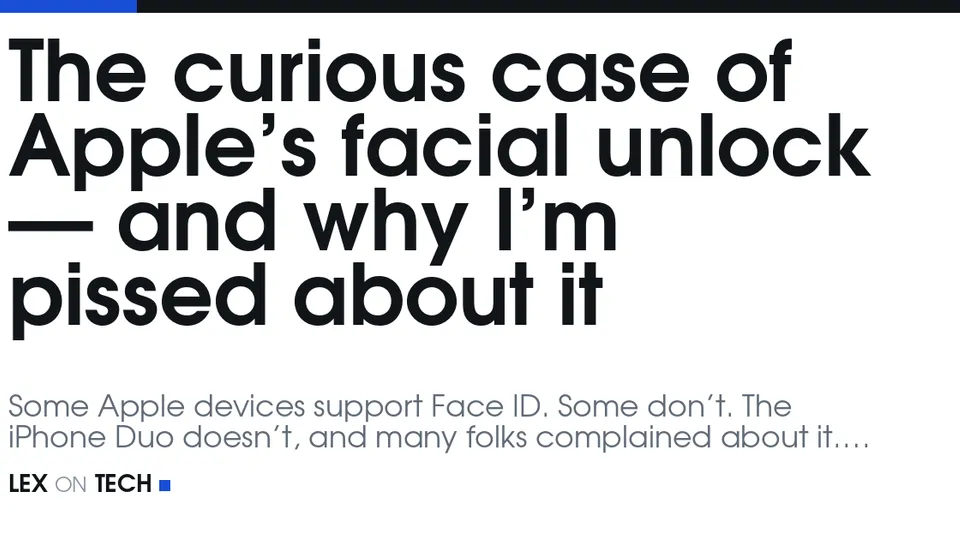 The curious case of
Apple’s facial unlock
— and why I’m
pissed about it
Some Apple devices support Face ID. Some don’t. The
iPhone Duo doesn’t, and many folks complained about it….
LEX ON TECH